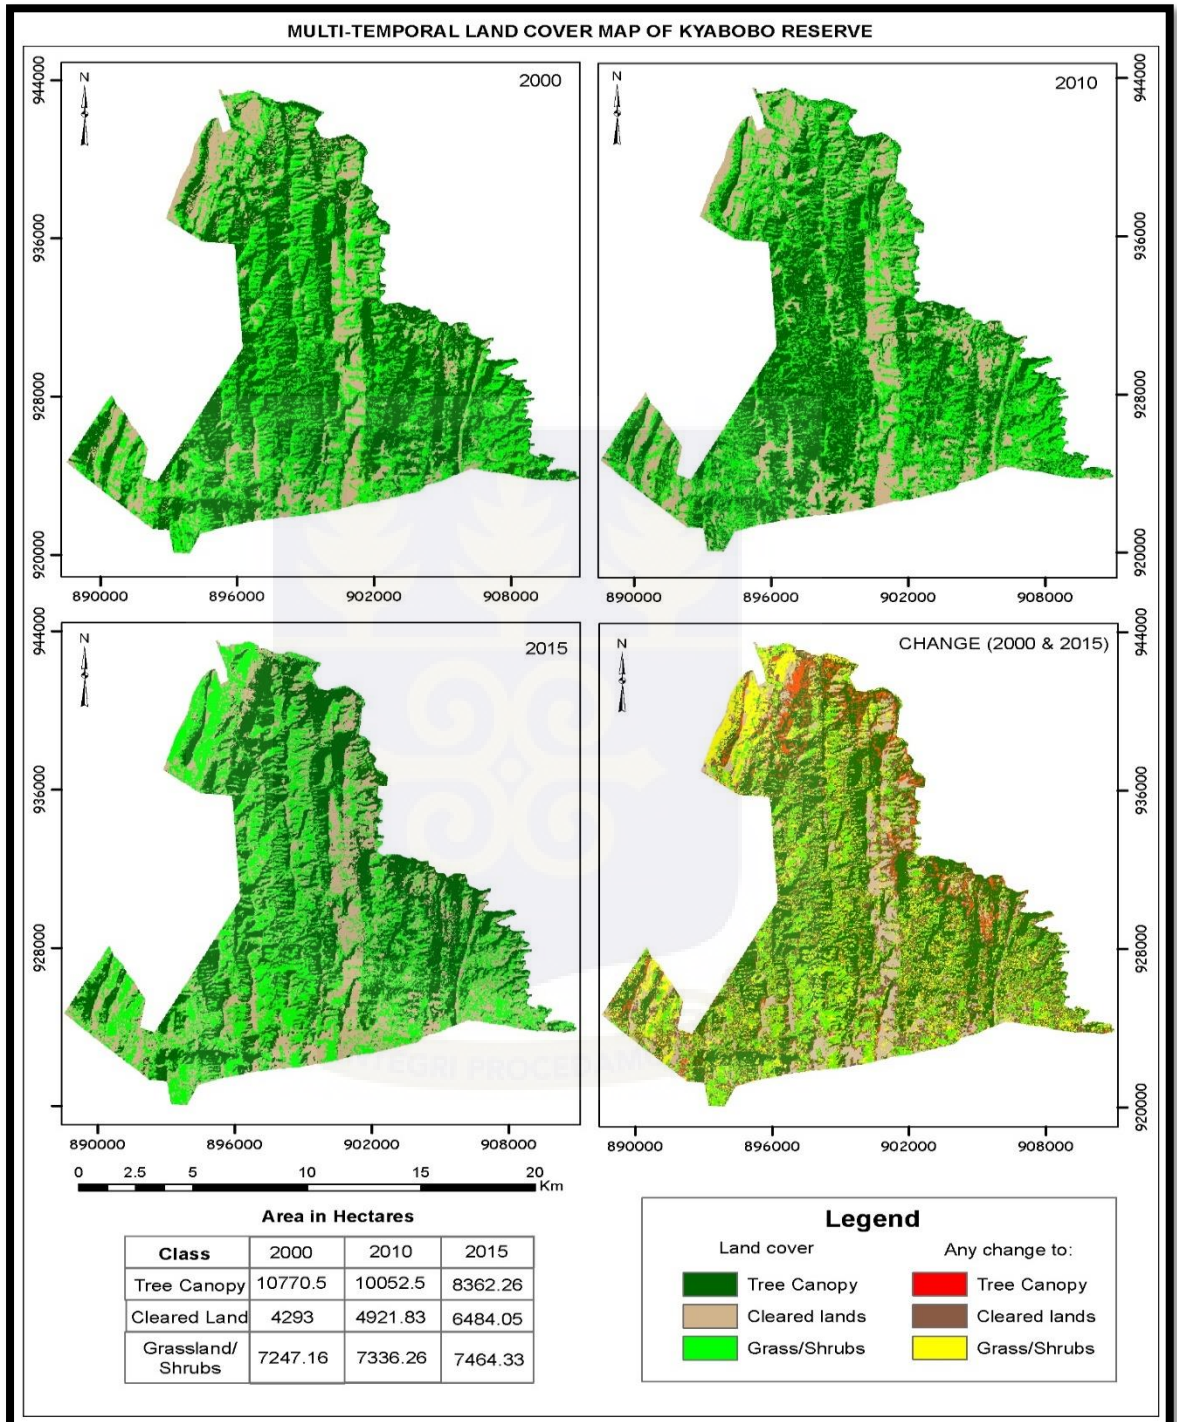 MULTI-TEMPORAL LAND COVER MAP OF KYABOBO RESERVE
N
2000
944000
936000
928000
920000
890000
896000
902000
908000
N
2010
944000
936000
928000
920000
890000
896000
902000
908000
N
2015
944000
936000
928000
890000
896000
902000
908000
N
CHANGE (2000 & 2015)
944000
936000
928000
920000
890000
896000
902000
908000
INTEGRI PROCEDAMUS
0 2.5 5 10 15 20
Km
Area in Hectares
Class 2000 2010 2015
Tree Canopy 10770.5 10052.5 8362.26
Cleared Land 4293 4921.83 6484.05
Grassland/
Shrubs 7247.16 7336.26 7464.33
Legend
Land cover Any change to:
Tree Canopy Tree Canopy
Cleared lands Cleared lands
Grass/Shrubs Grass/Shrubs